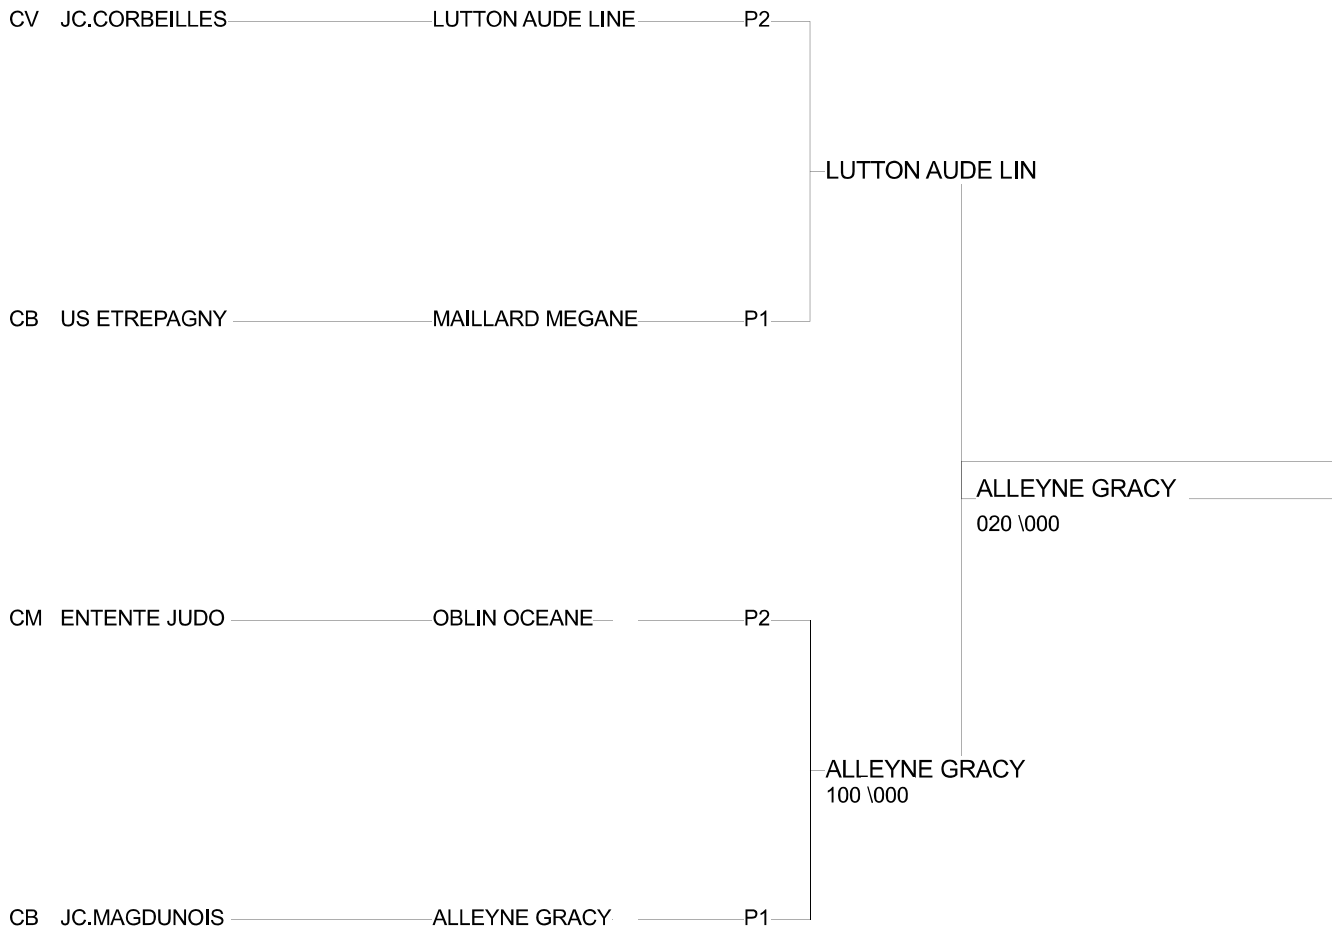 CV JC.CORBEILLES LUTTON AUDE LINE P2
LUTTON AUDE LIN
CB US ETREPAGNY MAILLARD MEGANE P1
ALLEYNE GRACY
020 \000
CM ENTENTE JUDO OBLIN OCEANE P2
ALLEYNE GRACY
100 \000
CB JC.MAGDUNOIS ALLEYNE GRACY P1